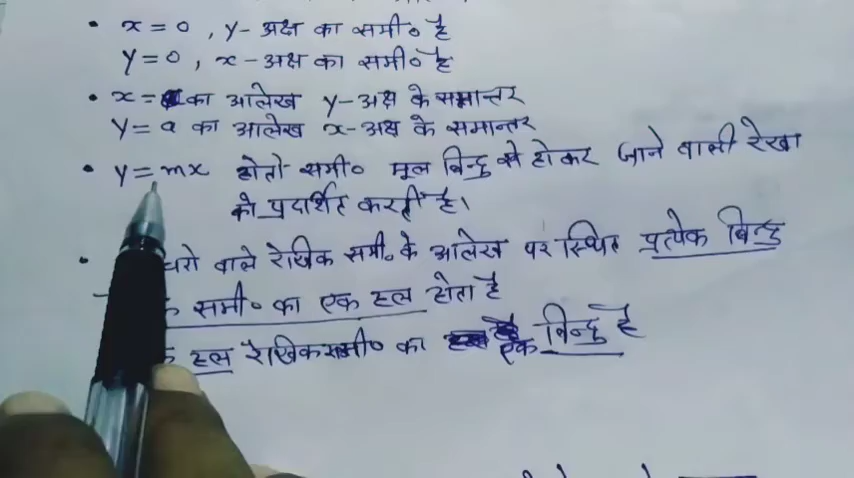 • x = 0 , y- अक्ष का समी० है
y = 0 , x - अक्ष का समी० है
• x = a का आलेख y-अक्ष के समान्तर
y = a का आलेख x-अक्ष के समान्तर
• y = mx होतो समी० मूल बिन्दु से होकर जाने वाली रेखा
को प्रदर्शित करती है।
• चरो वाले रैखिक समी० के आलेख पर स्थित प्रत्येक बिन्दु
समी० का एक हल होता है
हल रैखिक समी० का एक बिन्दु है